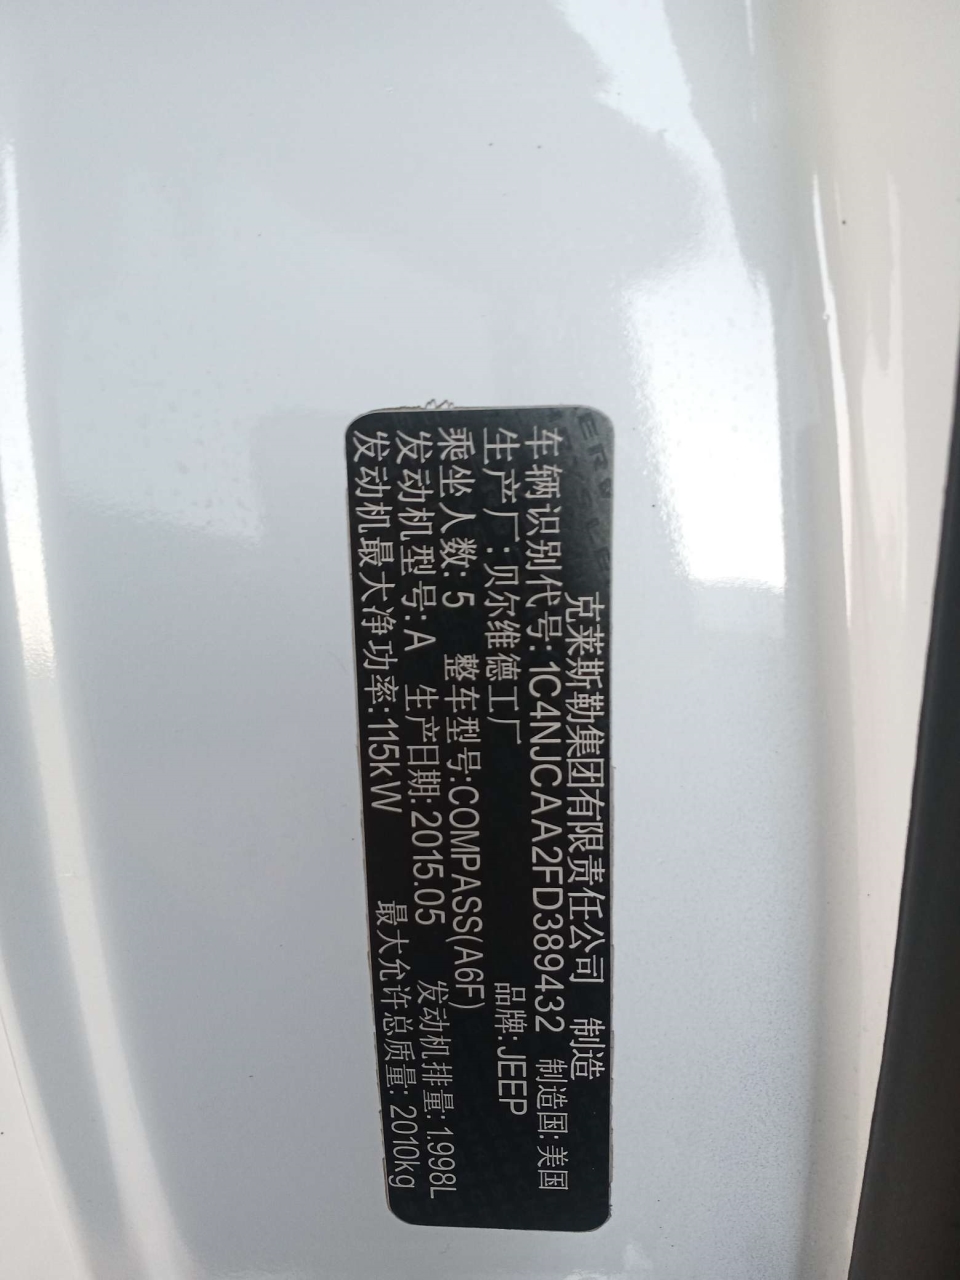 克莱斯勒集团有限责任公司 制造
车辆识别代号: 1C4NJCAA2FD389432 制造国: 美国
生产厂: 贝尔维德工厂 品牌: JEEP
乘坐人数: 5 整车型号:COMPASS(A6F)
发动机型号: A 生产日期: 2015.05 发动机排量: 1.998L
发动机最大净功率: 115kW 最大允许总质量: 2010kg